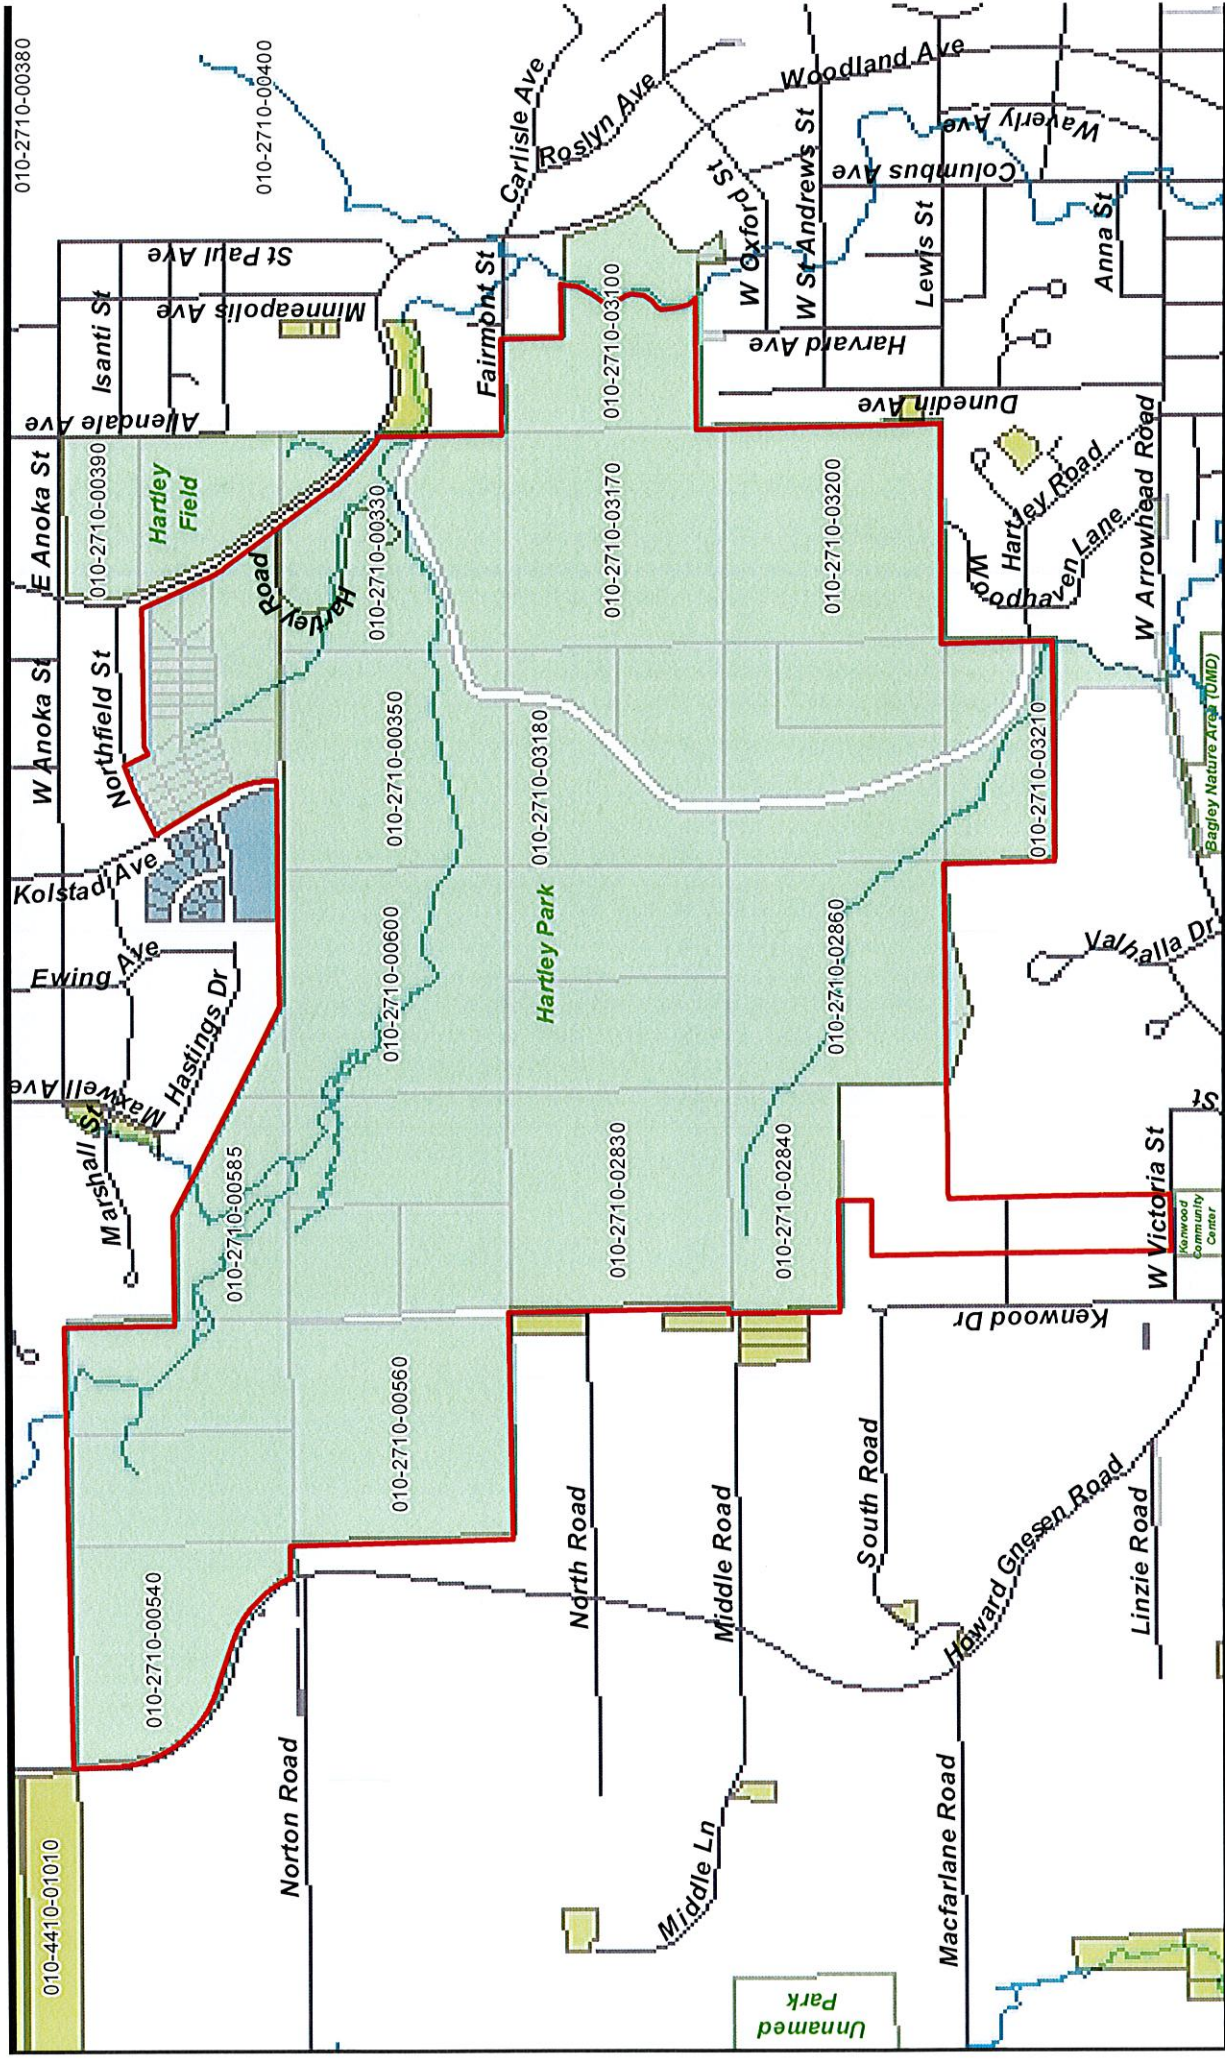 010-4410-01010
010-2710-00540
Norton Road
Unnamed
Park
Middle Ln
Macfarlane Road
North Road
Middle Road
South Road
Howard Gnesen Road
Linzie Road
Kenwood Dr
010-2710-00560
010-2710-00585
Marshall St
Maxwell Ave
Hastings Dr
Ewing Ave
Kolstad Ave
010-2710-02830
010-2710-02840
W Victoria St
Kenwood
Community
Center
St
Valhalla Dr
010-2710-00600
Hartley Park
010-2710-02860
010-2710-00350
010-2710-03180
010-2710-03210
Bagley Nature Area (UMD)
W Anoka St
Northfield St
E Anoka St
010-2710-00390
Hartley
Field
Hartley Road
Hartley
010-2710-00330
010-2710-03170
010-2710-03200
Woodhaven Lane
Hartley Road
W Arrowhead Road
Allendale Ave
Isanti St
Minneapolis Ave
St Paul Ave
Fairmont St
010-2710-03100
Harvard Ave
Dunedin Ave
W Oxford St
W St Andrews St
Lewis St
Anna St
Columbus Ave
Waverly Ave
Woodland Ave
Carlisle Ave
Roslyn Ave
010-2710-00380
010-2710-00400